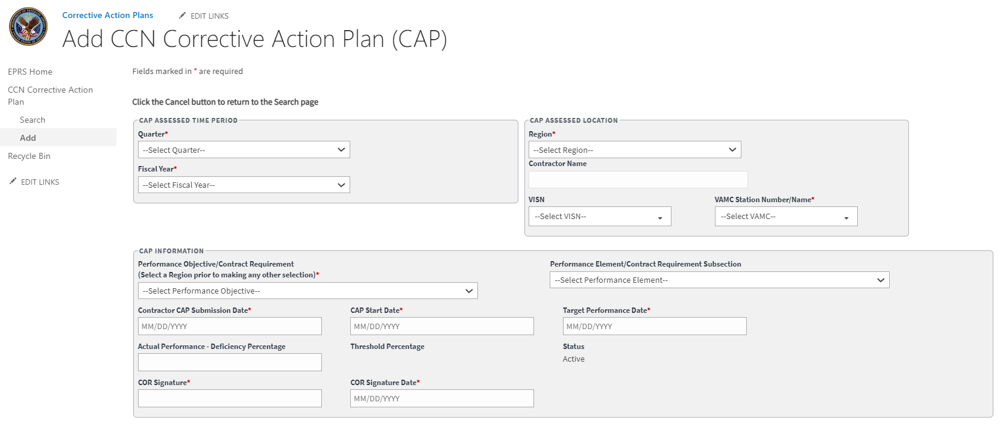 Corrective Action Plans
EDIT LINKS
Add CCN Corrective Action Plan (CAP)
EPRS Home
CCN Corrective Action
Plan
Search
Add
Recycle Bin
EDIT LINKS
Fields marked in * are required
Click the Cancel button to return to the Search page
CAP ASSESSED TIME PERIOD
Quarter*
--Select Quarter--
Fiscal Year*
--Select Fiscal Year--
CAP ASSESSED LOCATION
Region*
--Select Region--
Contractor Name
VISN
--Select VISN--
VAMC Station Number/Name*
--Select VAMC--
CAP INFORMATION
Performance Objective/Contract Requirement
(Select a Region prior to making any other selection)*
--Select Performance Objective--
Performance Element/Contract Requirement Subsection
--Select Performance Element--
Contractor CAP Submission Date*
MM/DD/YYYY
CAP Start Date*
MM/DD/YYYY
Target Performance Date*
MM/DD/YYYY
Actual Performance - Deficiency Percentage
Threshold Percentage
Status
Active
COR Signature*
COR Signature Date*
MM/DD/YYYY